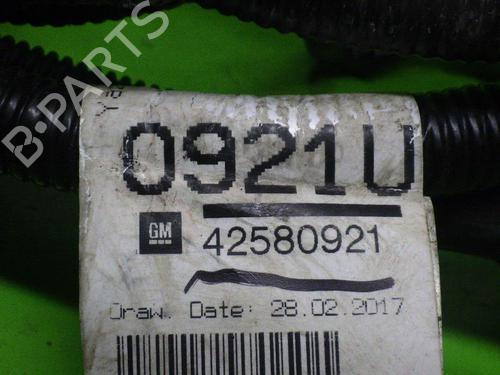 B-PARTS
0921U
GM
42580921
Draw. Date: 28.02.2017